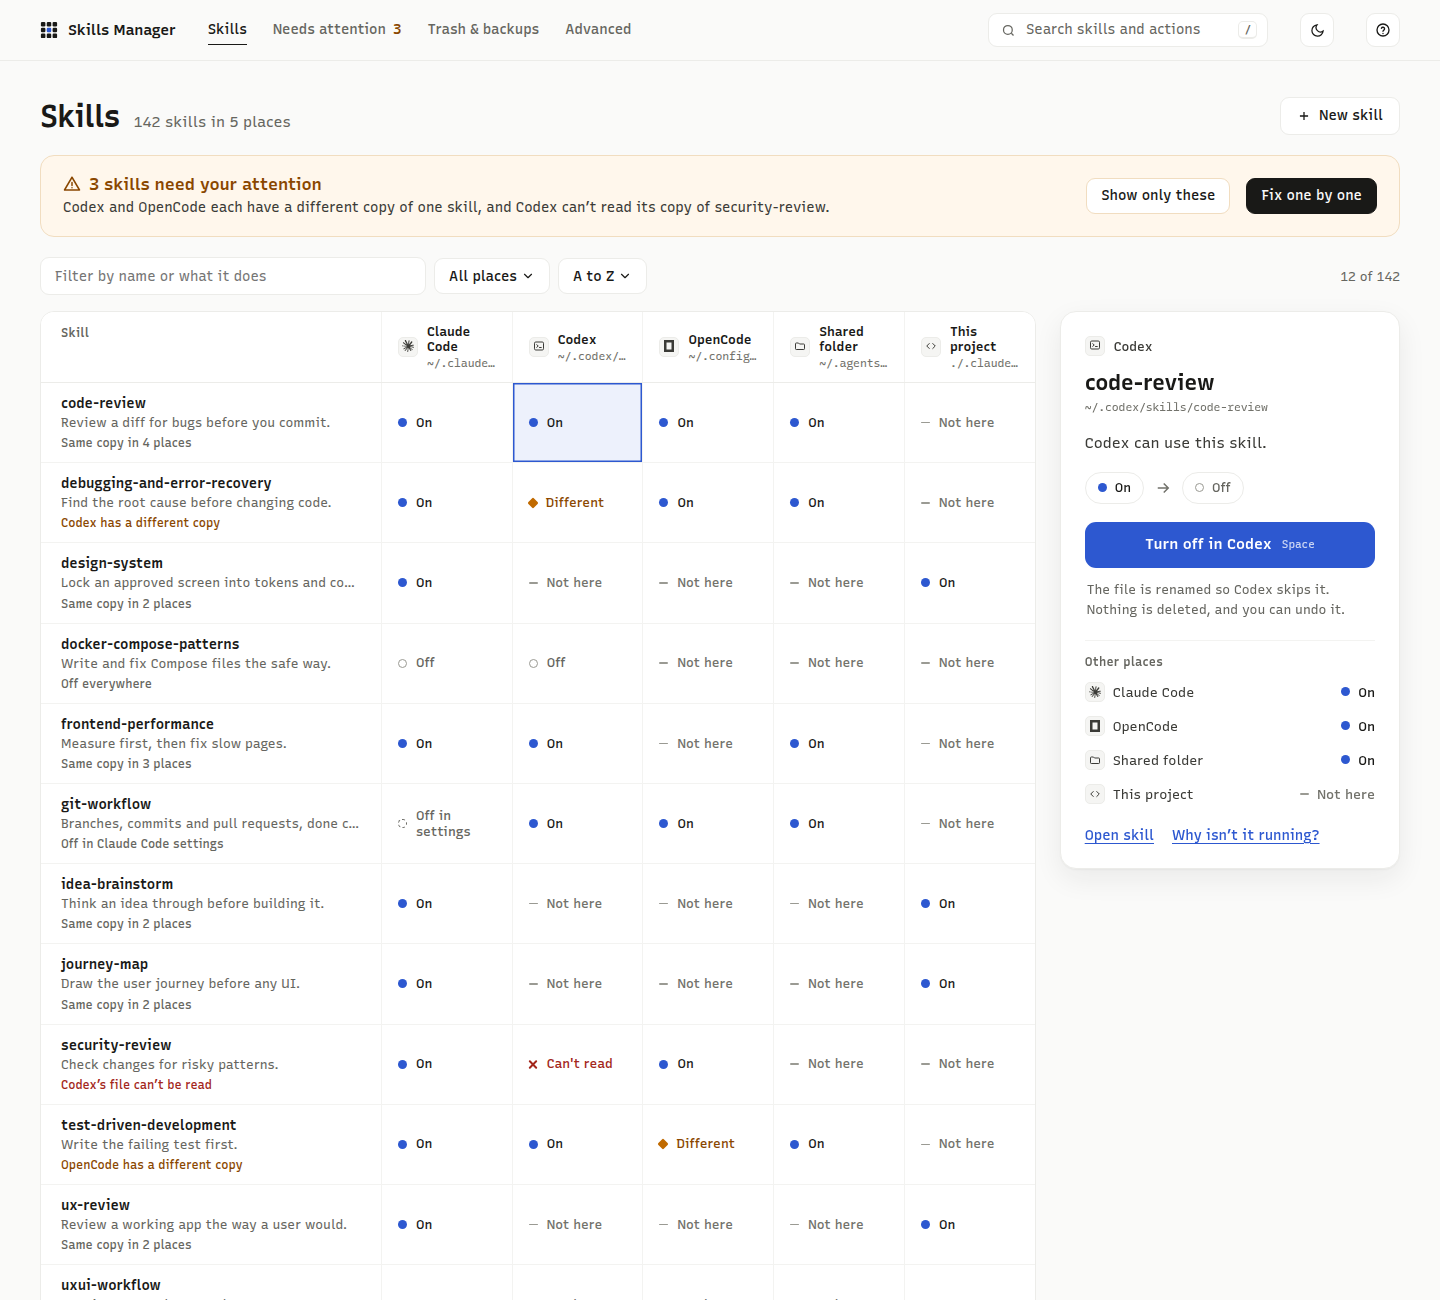 Skills Manager
Skills
Needs attention 3
Trash & backups
Advanced
Search skills and actions /
Skills
142 skills in 5 places
+ New skill
3 skills need your attention
Codex and OpenCode each have a different copy of one skill, and Codex can’t read its copy of security-review.
Show only these
Fix one by one
Filter by name or what it does
All places
A to Z
12 of 142
Skill
Claude Code
~/.claude…
Codex
~/.codex/…
OpenCode
~/.config…
Shared folder
~/.agents…
This project
./.claude…
code-review
Review a diff for bugs before you commit.
Same copy in 4 places
On
On
On
On
Not here
debugging-and-error-recovery
Find the root cause before changing code.
Codex has a different copy
On
Different
On
On
Not here
design-system
Lock an approved screen into tokens and co…
Same copy in 2 places
On
Not here
Not here
Not here
On
docker-compose-patterns
Write and fix Compose files the safe way.
Off everywhere
Off
Off
Not here
Not here
Not here
frontend-performance
Measure first, then fix slow pages.
Same copy in 3 places
On
On
Not here
On
Not here
git-workflow
Branches, commits and pull requests, done c…
Off in Claude Code settings
Off in settings
On
On
On
Not here
idea-brainstorm
Think an idea through before building it.
Same copy in 2 places
On
Not here
Not here
Not here
On
journey-map
Draw the user journey before any UI.
Same copy in 2 places
On
Not here
Not here
Not here
On
security-review
Check changes for risky patterns.
Codex’s file can’t be read
On
Can't read
On
Not here
Not here
test-driven-development
Write the failing test first.
OpenCode has a different copy
On
On
Different
On
Not here
ux-review
Review a working app the way a user would.
Same copy in 2 places
On
Not here
Not here
Not here
On
uxui-workflow
Codex
code-review
~/.codex/skills/code-review
Codex can use this skill.
On → Off
Turn off in Codex Space
The file is renamed so Codex skips it.
Nothing is deleted, and you can undo it.
Other places
Claude Code On
OpenCode On
Shared folder On
This project Not here
Open skill
Why isn’t it running?